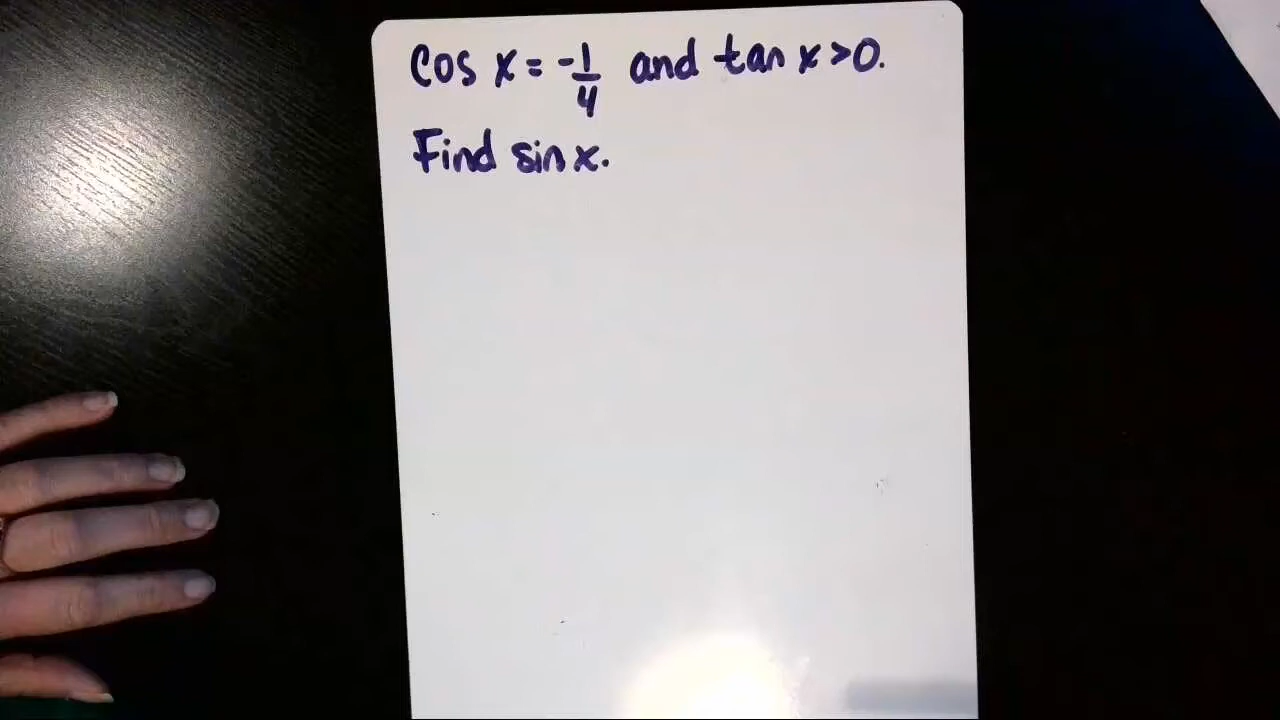 cos x = -1/4 and tan x > 0.
Find sin x.